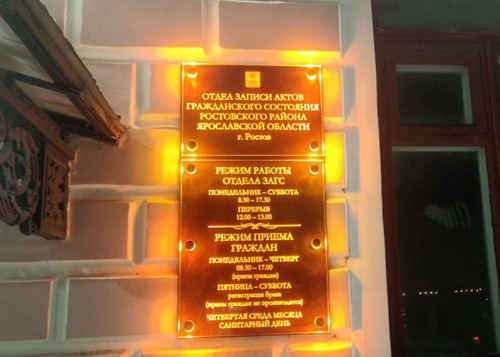 ОТДЕЛ ЗАПИСИ АКТОВ
ГРАЖДАНСКОГО СОСТОЯНИЯ
РОСТОВСКОГО РАЙОНА
ЯРОСЛАВСКОЙ ОБЛАСТИ
г. Ростов
РЕЖИМ РАБОТЫ
ОТДЕЛА ЗАГС
ПОНЕДЕЛЬНИК – СУББОТА
8.30 – 17.30
ПЕРЕРЫВ
12.00 – 13.00
РЕЖИМ ПРИЕМА
ГРАЖДАН
ПОНЕДЕЛЬНИК – ЧЕТВЕРГ
08.30 – 17.00
(прием граждан)
ПЯТНИЦА – СУББОТА
регистрация брака
(прием граждан не производится)
ЧЕТВЕРТАЯ СРЕДА МЕСЯЦА
САНИТАРНЫЙ ДЕНЬ